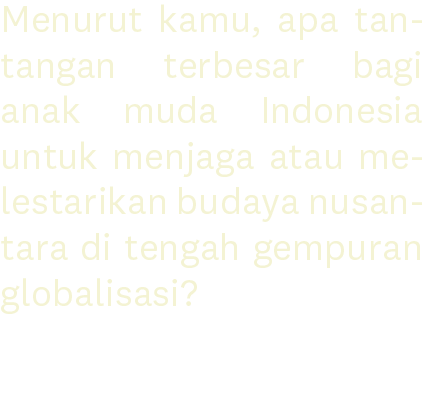 Menurut kamu, apa tan-
tangan terbesar bagi
anak muda Indonesia
untuk menjaga atau me-
lestarikan budaya nusan-
tara di tengah gempuran
globalisasi?